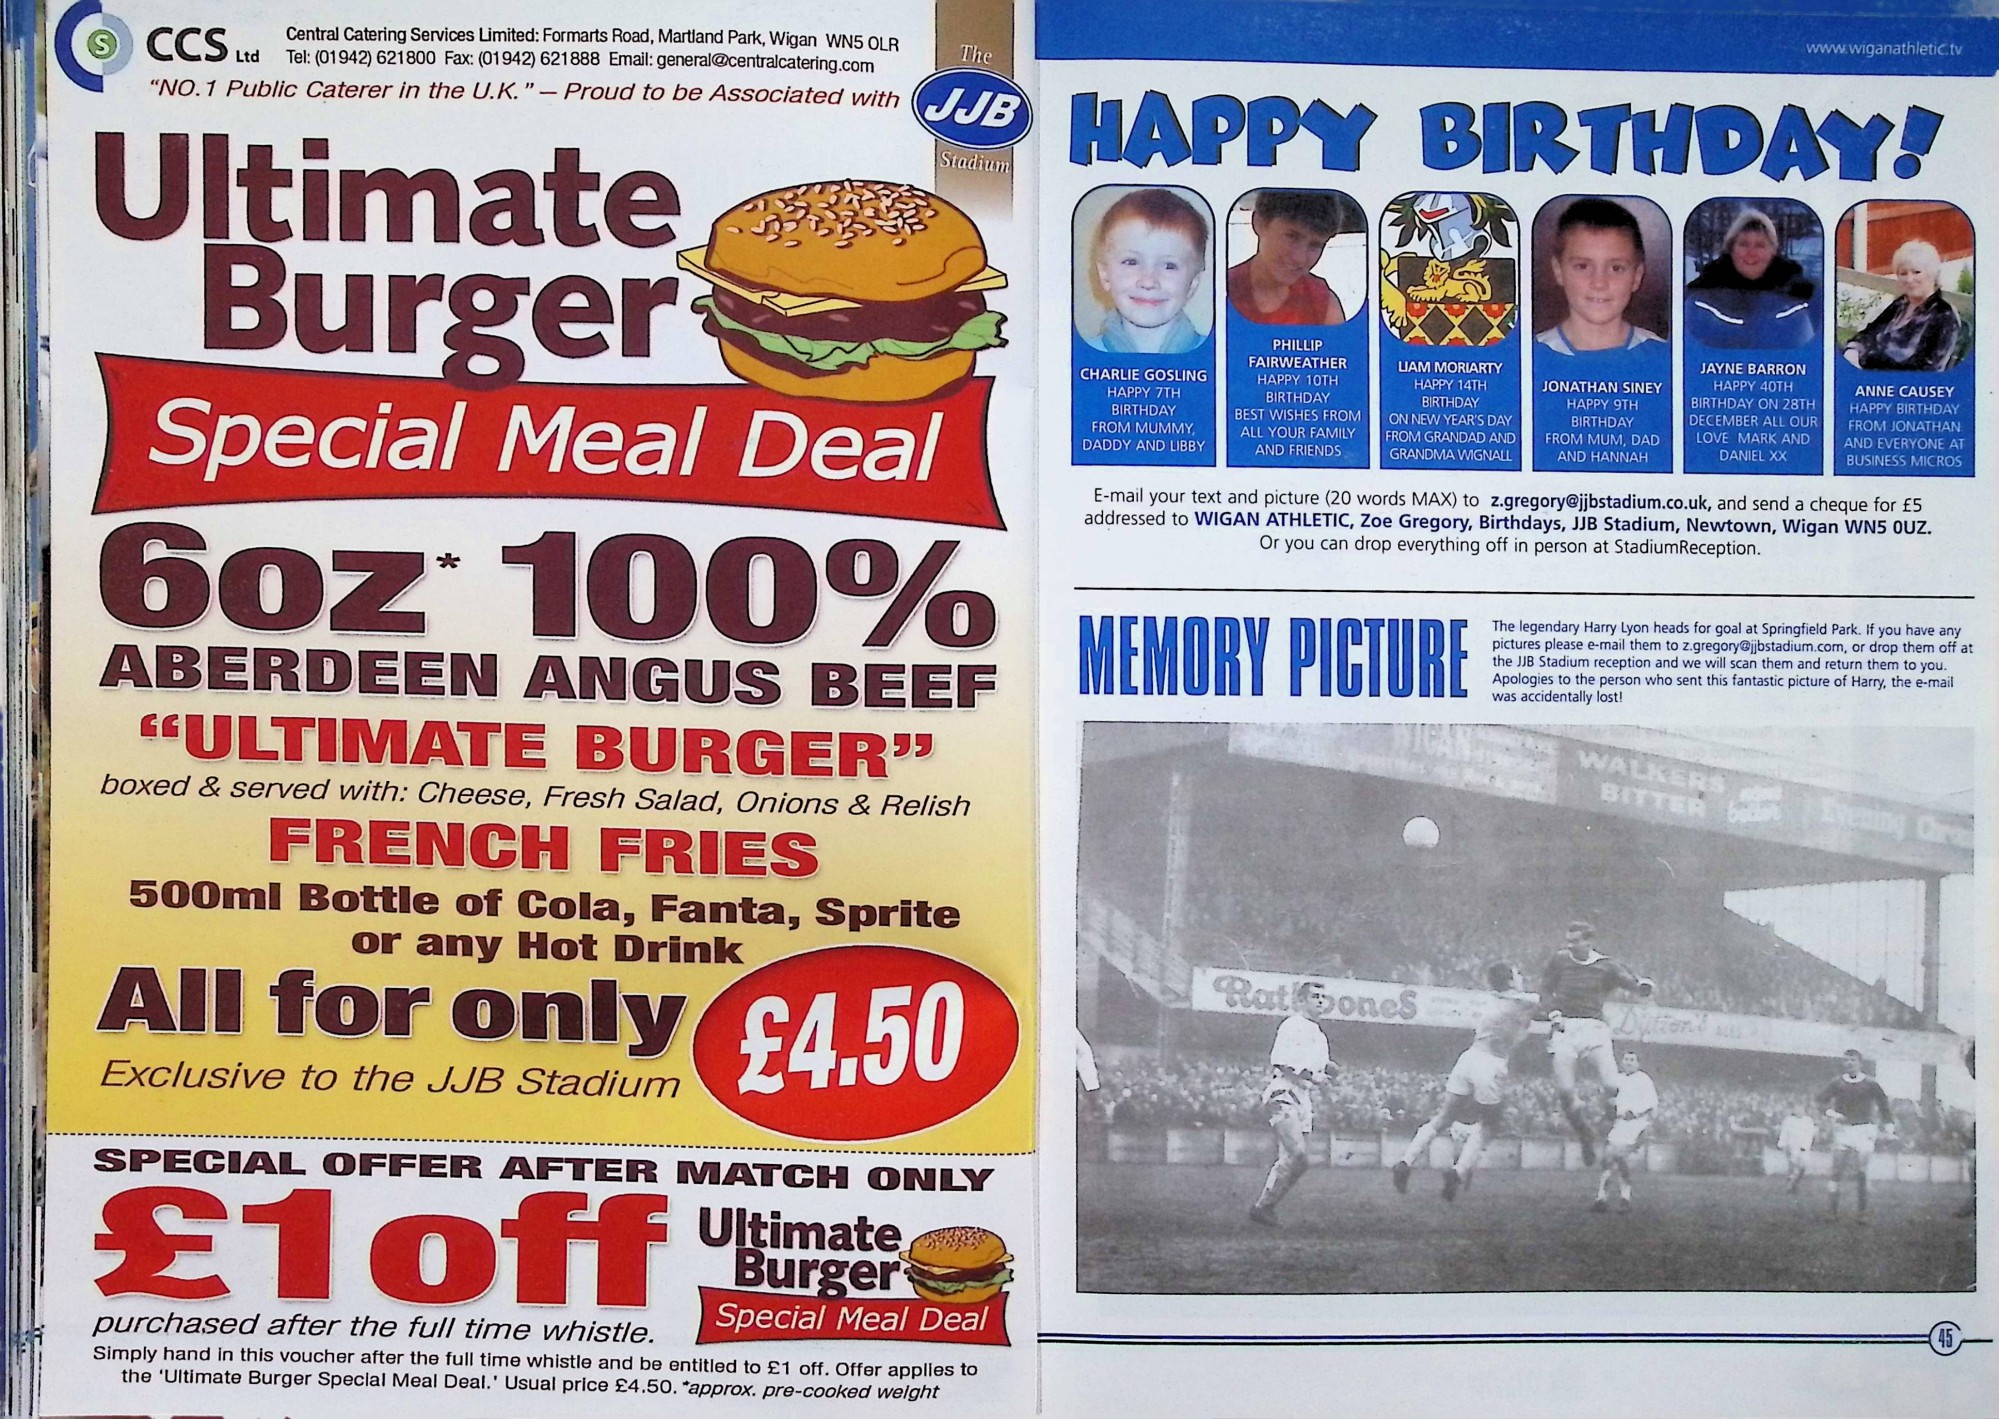 S CCS Ltd
Central Catering Services Limited: Formarts Road, Martland Park, Wigan WN5 OLR
Tel: (01942) 621800 Fax: (01942) 621888 Email: general@centralcatering.com
"NO.1 Public Caterer in the U.K." – Proud to be Associated with
The
JJB
Stadium
Ultimate
Burger
Special Meal Deal
6oz* 100%
ABERDEEN ANGUS BEEF
"ULTIMATE BURGER"
boxed & served with: Cheese, Fresh Salad, Onions & Relish
FRENCH FRIES
500ml Bottle of Cola, Fanta, Sprite
or any Hot Drink
All for only
£4.50
Exclusive to the JJB Stadium
SPECIAL OFFER AFTER MATCH ONLY
£1 off
purchased after the full time whistle.
Ultimate
Burger
Special Meal Deal
Simply hand in this voucher after the full time whistle and be entitled to £1 off. Offer applies to
the 'Ultimate Burger Special Meal Deal.' Usual price £4.50. *approx. pre-cooked weight
www.wiganathletic.tv
HAPPY BIRTHDAY!
CHARLIE GOSLING
HAPPY 7TH
BIRTHDAY
FROM MUMMY,
DADDY AND LIBBY
PHILLIP
FAIRWEATHER
HAPPY 10TH
BIRTHDAY
BEST WISHES FROM
ALL YOUR FAMILY
AND FRIENDS
LIAM MORIARTY
HAPPY 14TH
BIRTHDAY
ON NEW YEAR'S DAY
FROM GRANDAD AND
GRANDMA WIGNALL
JONATHAN SINEY
HAPPY 9TH
BIRTHDAY
FROM MUM, DAD
AND HANNAH
JAYNE BARRON
HAPPY 40TH
BIRTHDAY ON 28TH
DECEMBER ALL OUR
LOVE MARK AND
DANIEL XX
ANNE CAUSEY
HAPPY BIRTHDAY
FROM JONATHAN
AND EVERYONE AT
BUSINESS MICROS
E-mail your text and picture (20 words MAX) to z.gregory@jjbstadium.co.uk, and send a cheque for £5
addressed to WIGAN ATHLETIC, Zoe Gregory, Birthdays, JJB Stadium, Newtown, Wigan WN5 0UZ.
Or you can drop everything off in person at StadiumReception.
MEMORY PICTURE
The legendary Harry Lyon heads for goal at Springfield Park. If you have any
pictures please e-mail them to z.gregory@jjbstadium.com, or drop them off at
the JJB Stadium reception and we will scan them and return them to you.
Apologies to the person who sent this fantastic picture of Harry, the e-mail
was accidentally lost!
WIGAN
WALKERS
BITTER
Evening
Rathbones
45